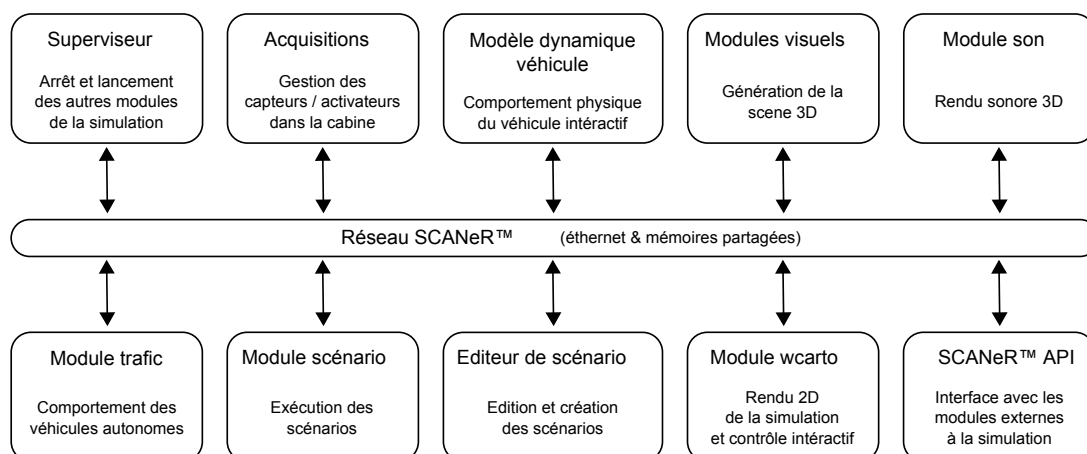 Superviseur
Arrêt et lancement
des autres modules
de la simulation
Acquisitions
Gestion des
capteurs / activateurs
dans la cabine
Modèle dynamique
véhicule
Comportement physique
du véhicule intéractif
Modules visuels
Génération de la
scene 3D
Module son
Rendu sonore 3D
Réseau SCANeR™ (éthernet & mémoires partagées)
Module trafic
Comportement des
véhicules autonomes
Module scénario
Exécution des
scénarios
Editeur de scénario
Edition et création
des scénarios
Module wcarto
Rendu 2D
de la simulation
et contrôle intéractif
SCANeR™ API
Interface avec les
modules externes
à la simulation